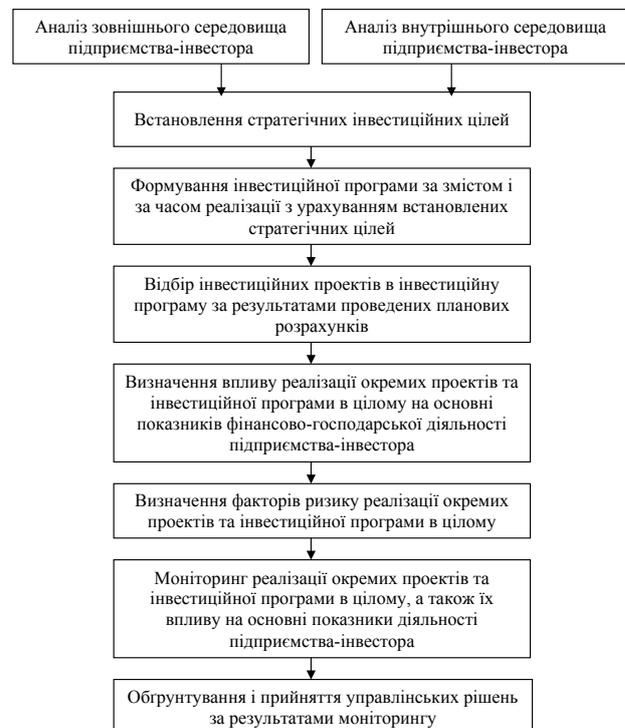 Аналіз зовнішнього середовища
підприємства-інвестора
Аналіз внутрішнього середовища
підприємства-інвестора
Встановлення стратегічних інвестиційних цілей
Формування інвестиційної програми за змістом і
за часом реалізації з урахуванням встановлених
стратегічних цілей
Відбір інвестиційних проектів в інвестиційну
програму за результатами проведених планових
розрахунків
Визначення впливу реалізації окремих проектів та
інвестиційної програми в цілому на основні
показників фінансово-господарської діяльності
підприємства-інвестора
Визначення факторів ризику реалізації окремих
проектів та інвестиційної програми в цілому
Моніторинг реалізації окремих проектів та
інвестиційної програми в цілому, а також їх
впливу на основні показники діяльності
підприємства-інвестора
Обґрунтування і прийняття управлінських рішень
за результатами моніторингу